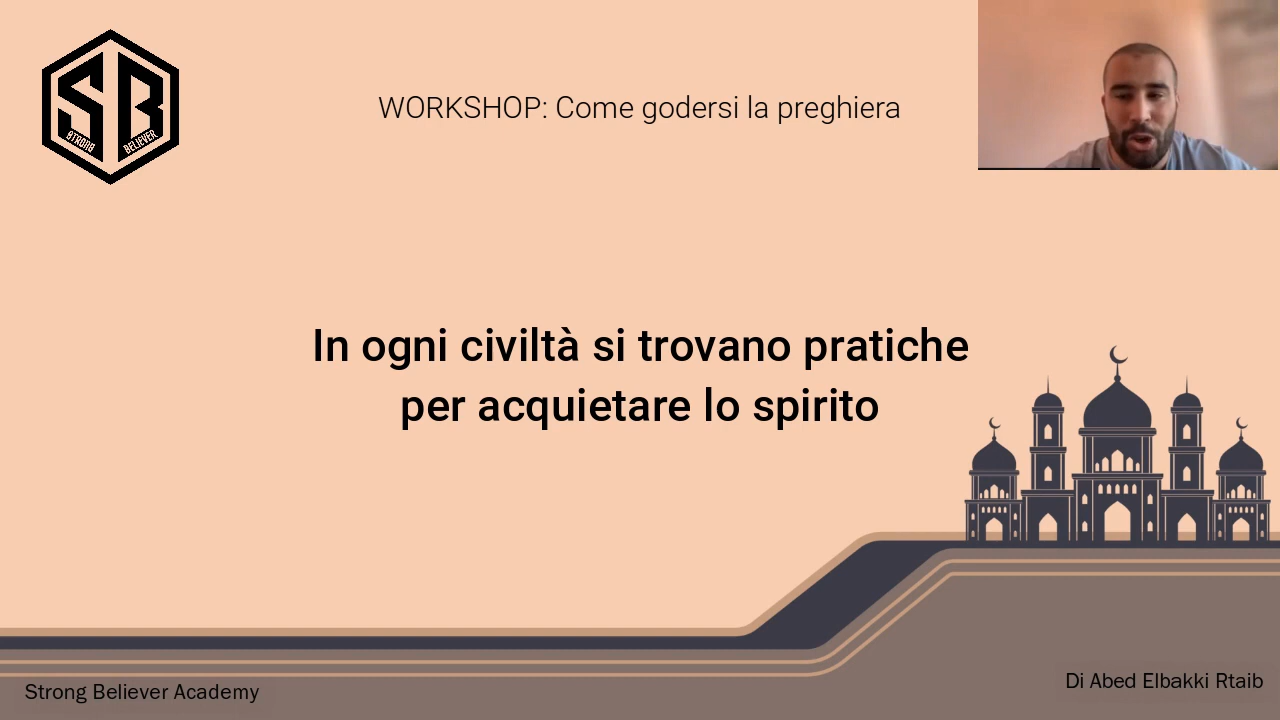 SB
STRONG BELIEVER
WORKSHOP: Come godersi la preghiera
In ogni civiltà si trovano pratiche
per acquietare lo spirito
Strong Believer Academy
Di Abed Elbakki Rtaib